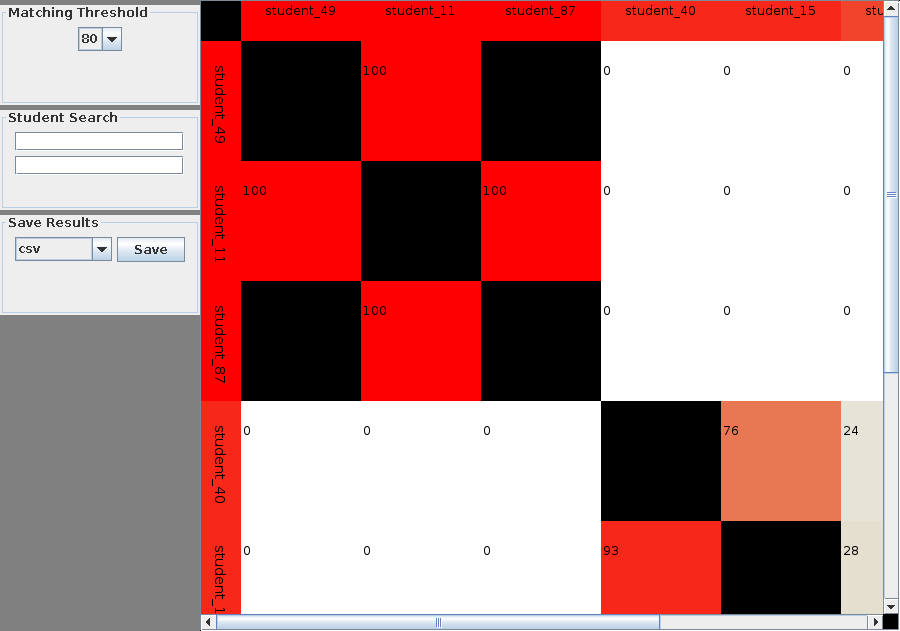 Matching Threshold
80
Student Search
Save Results
csv
Save
student_49 student_11 student_87 student_40 student_15 stu
student_49 100 0 0 0
student_11 100 100 0 0 0
student_87 100 0 0 0
student_40 0 0 0 76 24
student_1 0 0 0 93 28